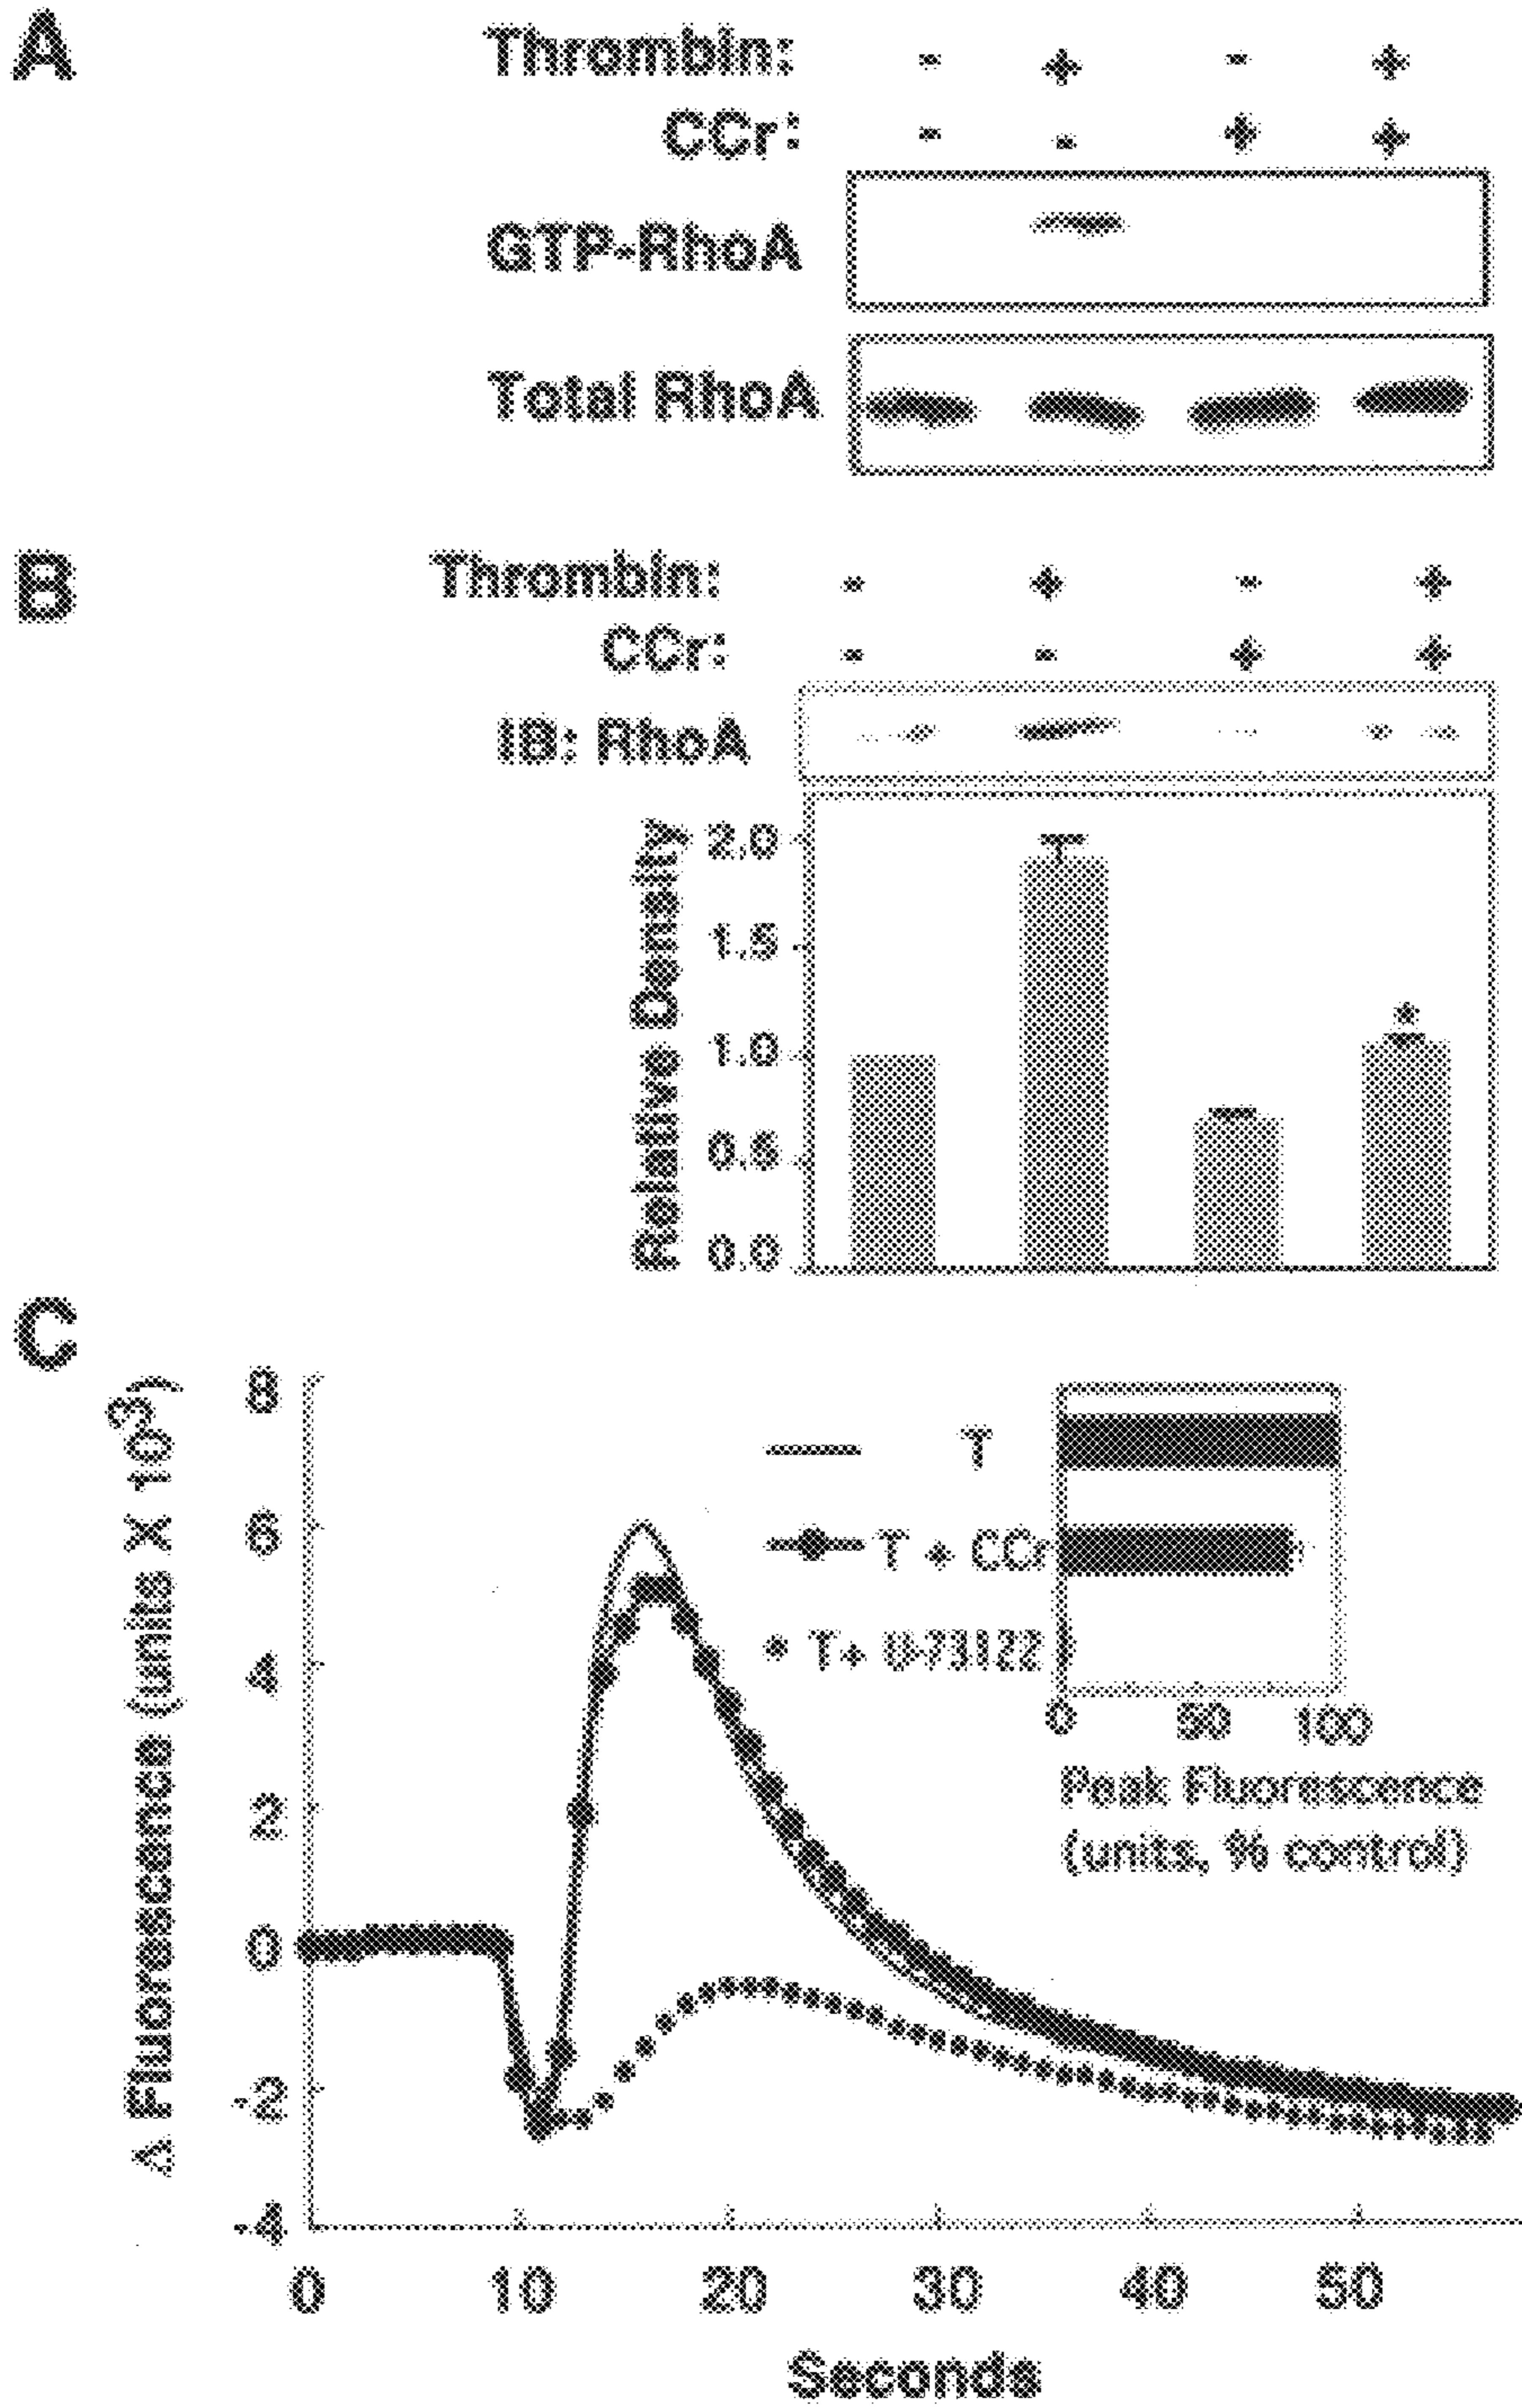 A
Thrombin: - + - +
CCr: - - + +
GTP-RhoA
Total RhoA
B
Thrombin: - + - +
CCr: - - + +
IB: RhoA
Relative Density
2.0
1.5
1.0
0.5
0.0
*
C
Δ Fluorescence (units X 10³)
8
6
4
2
0
-2
-4
T
T + CCr
T+ U-73122
0 50 100
Peak Fluorescence
(units, % control)
0 10 20 30 40 50
Seconds